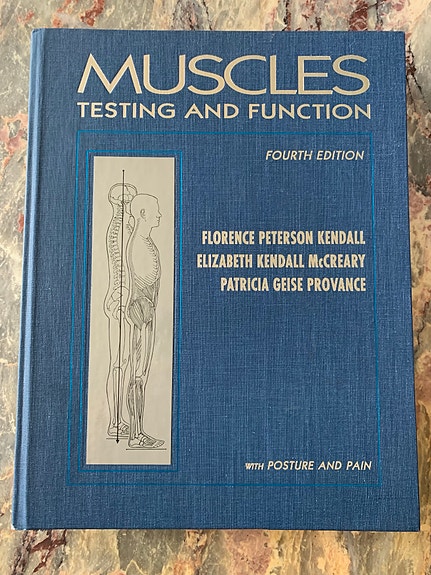 MUSCLES
TESTING AND FUNCTION
FOURTH EDITION
FLORENCE PETERSON KENDALL
ELIZABETH KENDALL McCREARY
PATRICIA GEISE PROVANCE
WITH POSTURE AND PAIN